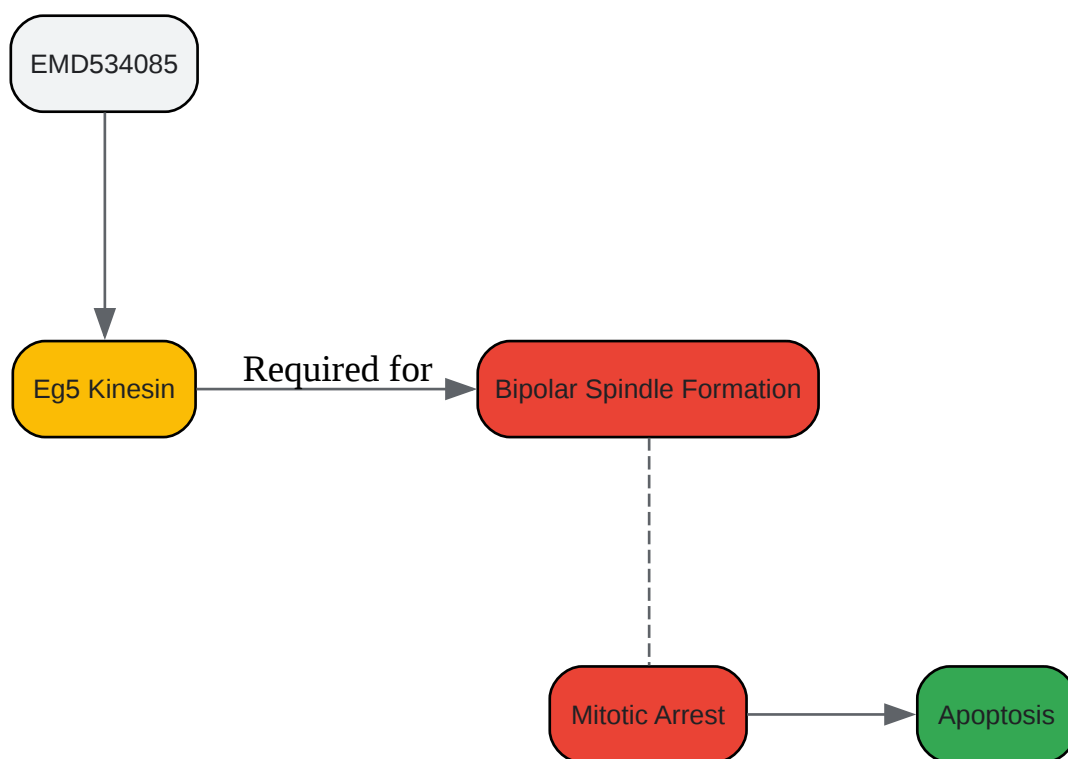 EMD534085
Eg5 Kinesin
Required for
Bipolar Spindle Formation
Mitotic Arrest
Apoptosis